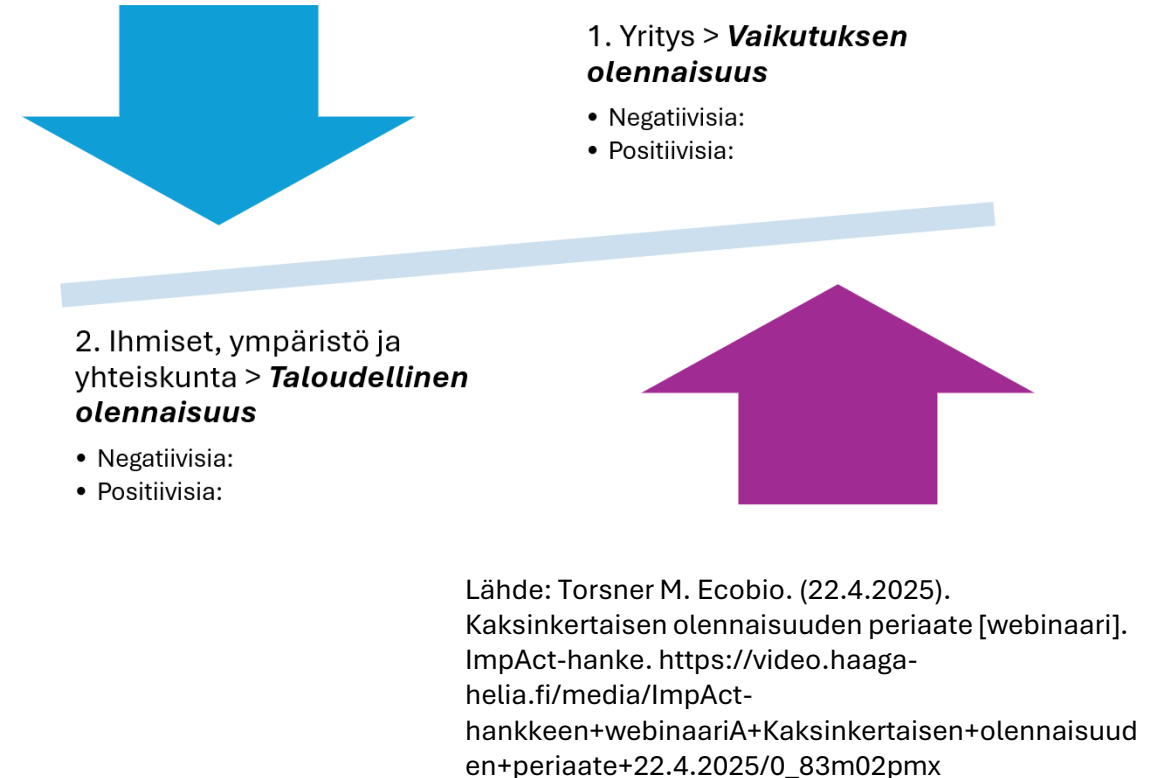 1. Yritys > Vaikutuksen
olennaisuus
• Negatiivisia:
• Positiivisia:
2. Ihmiset, ympäristö ja
yhteiskunta > Taloudellinen
olennaisuus
• Negatiivisia:
• Positiivisia:
Lähde: Torsner M. Ecobio. (22.4.2025).
Kaksinkertaisen olennaisuuden periaate [webinaari].
ImpAct-hanke. https://video.haaga-
helia.fi/media/ImpAct-
hankkeen+webinaariA+Kaksinkertaisen+olennaisuud
en+periaate+22.4.2025/0_83m02pmx